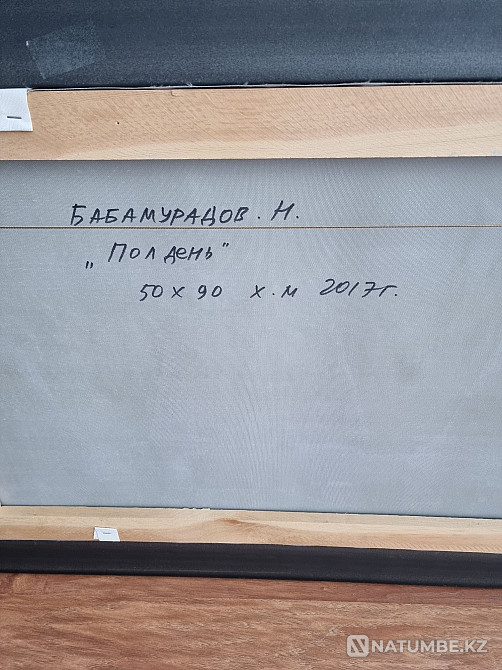 БАБАМУРАДОВ. Н.
„Полдень"
50 х 90 х.м 2017г.
NATUMBE.KZ